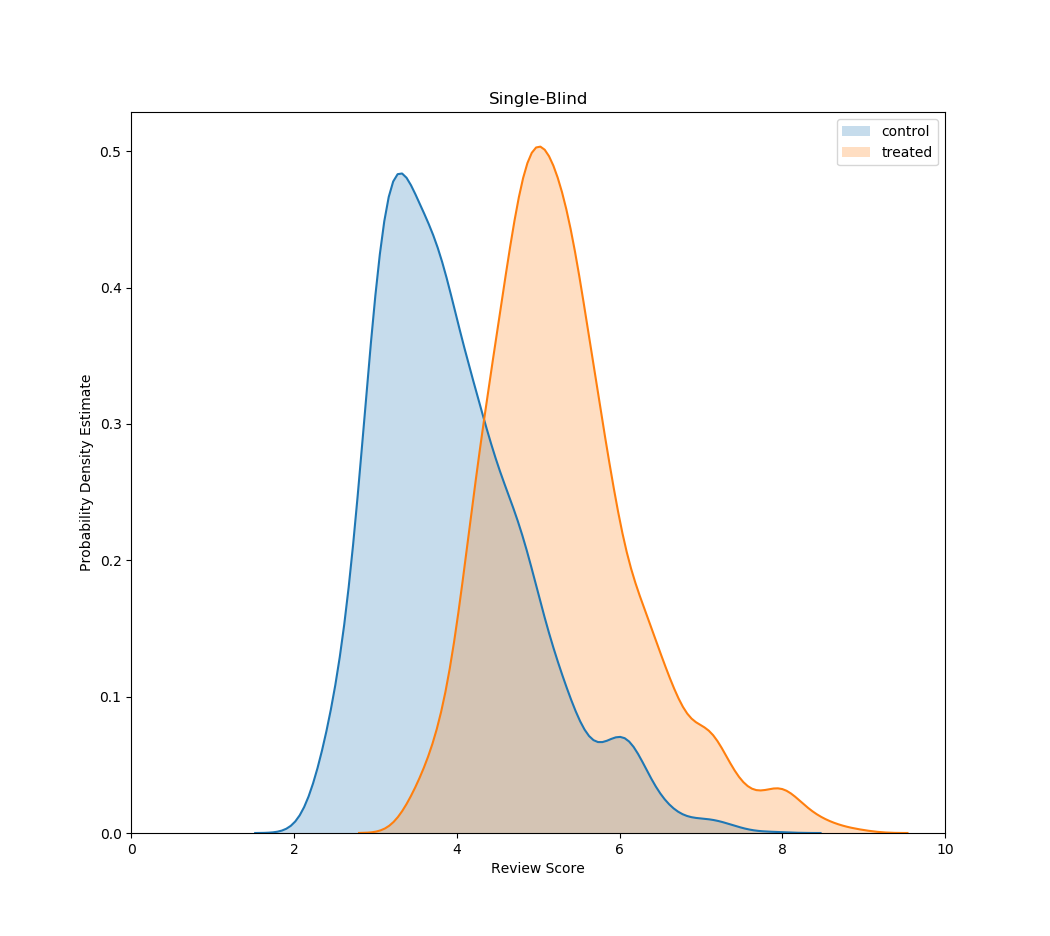 Single-Blind
control
treated
Probability Density Estimate
0.5
0.4
0.3
0.2
0.1
0.0
0 2 4 6 8 10
Review Score